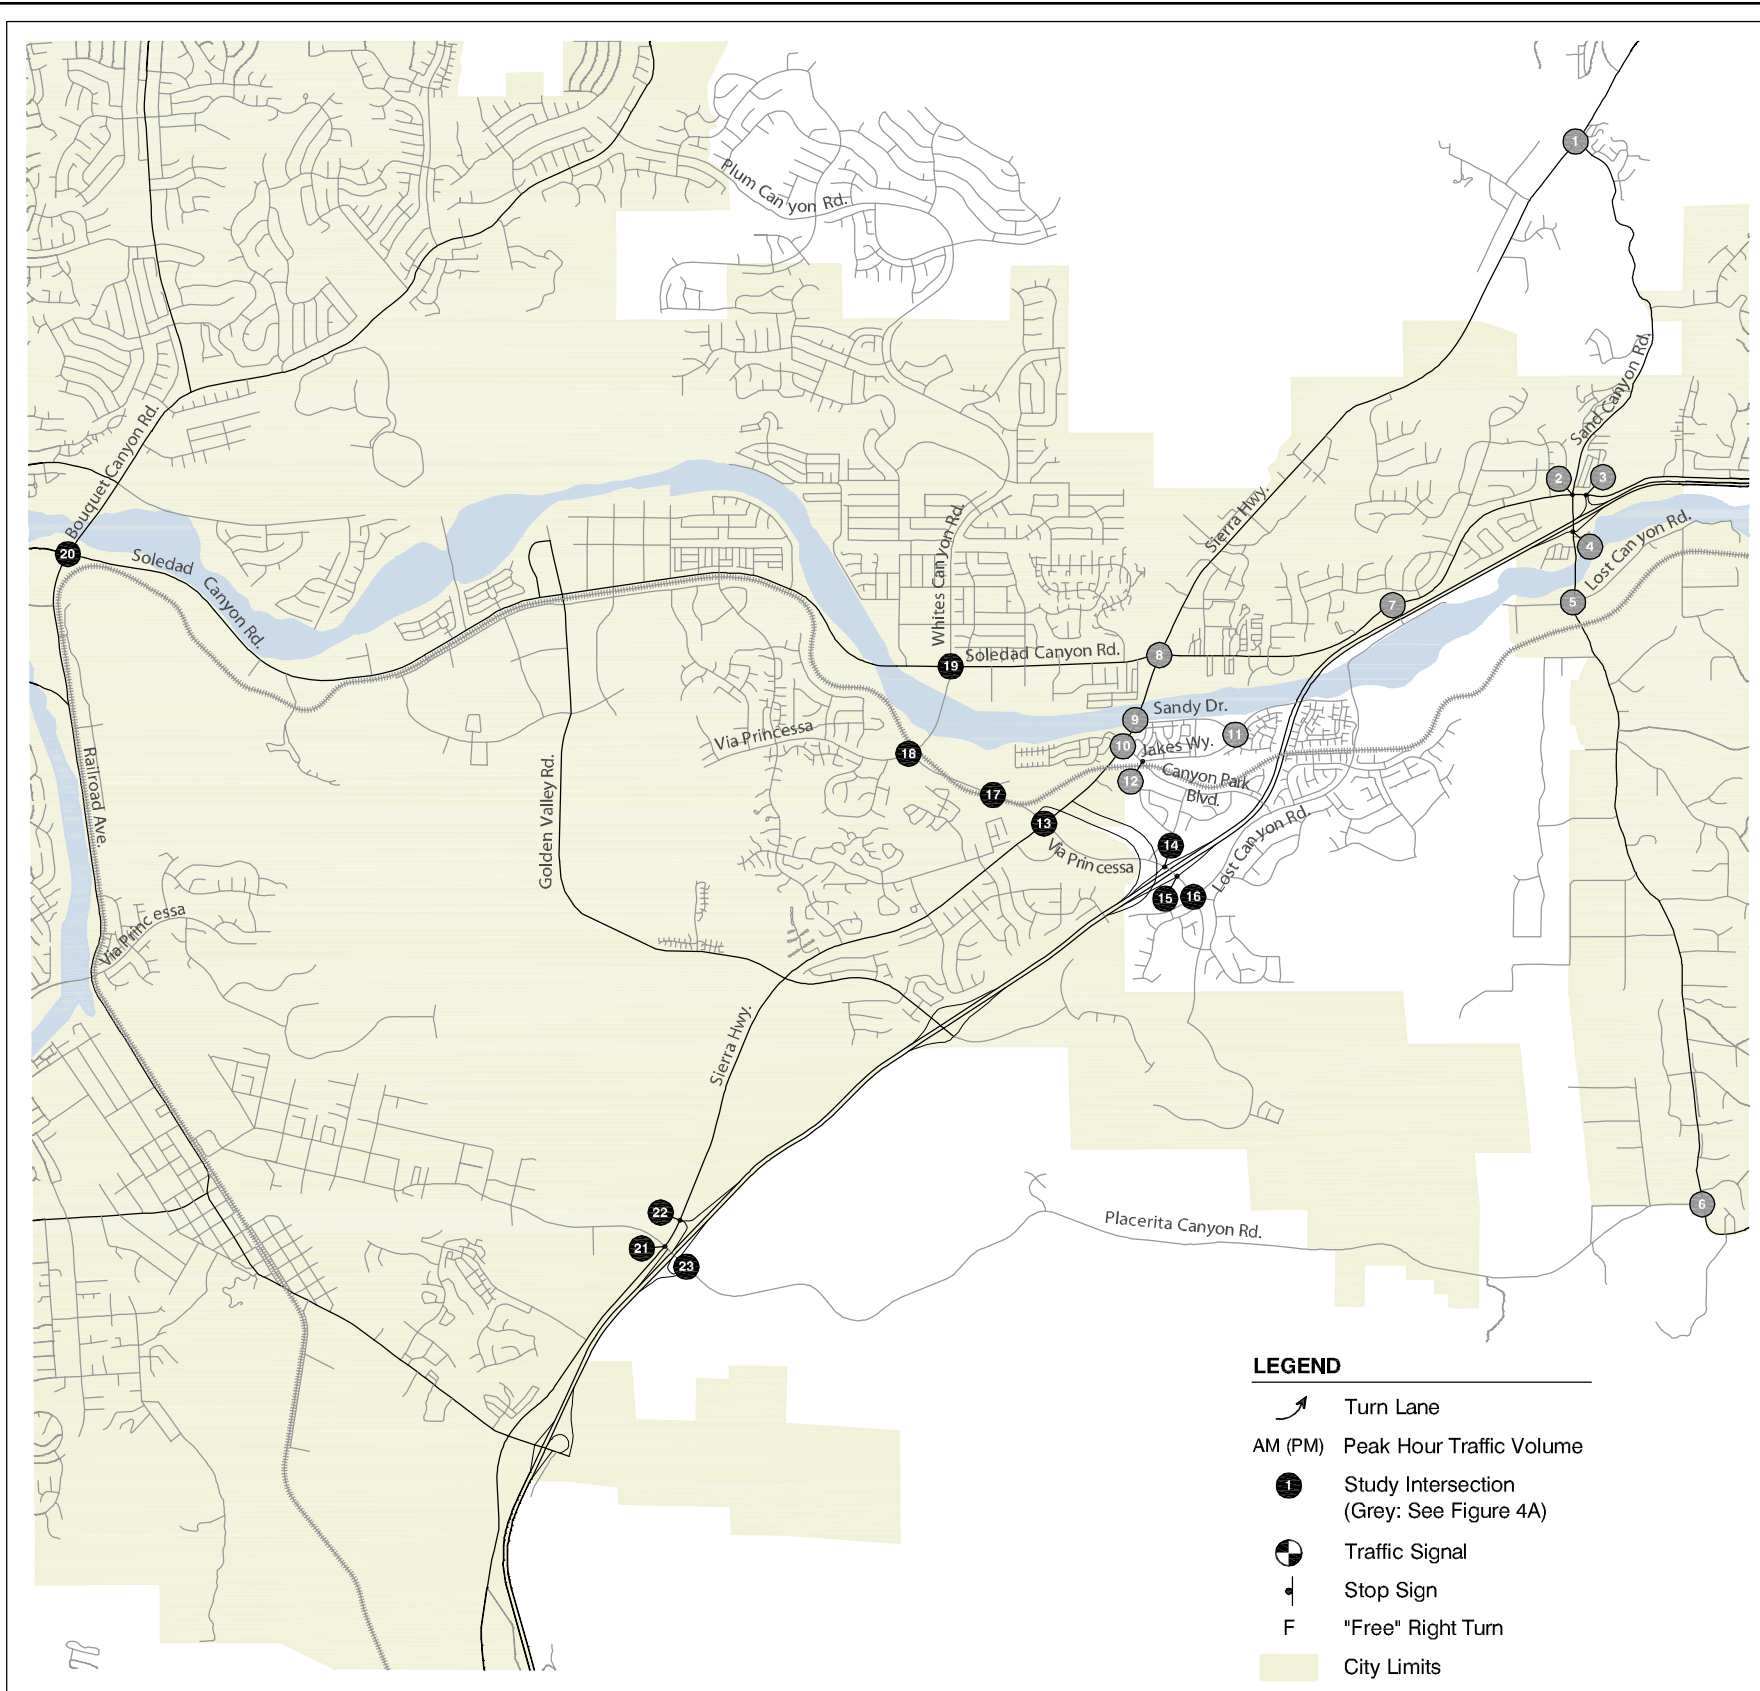 1
Plum Canyon Rd.
Sand Canyon Rd.
Bouquet Canyon Rd.
2
3
Sierra Hwy.
Whites Canyon Rd.
4
Lost Canyon Rd.
20
Soledad Canyon Rd.
5
7
19
Soledad Canyon Rd.
8
Sandy Dr.
9
11
10
Jakes Wy.
Via Princessa
18
12
Canyon Park
Blvd.
17
13
Railroad Ave.
Golden Valley Rd.
Via Princessa
14
Lost Canyon Rd.
15
16
Via Princessa
Sierra Hwy.
22
21
23
Placerita Canyon Rd.
6
LEGEND
Turn Lane
AM (PM) Peak Hour Traffic Volume
1 Study Intersection
(Grey: See Figure 4A)
Traffic Signal
Stop Sign
F "Free" Right Turn
City Limits